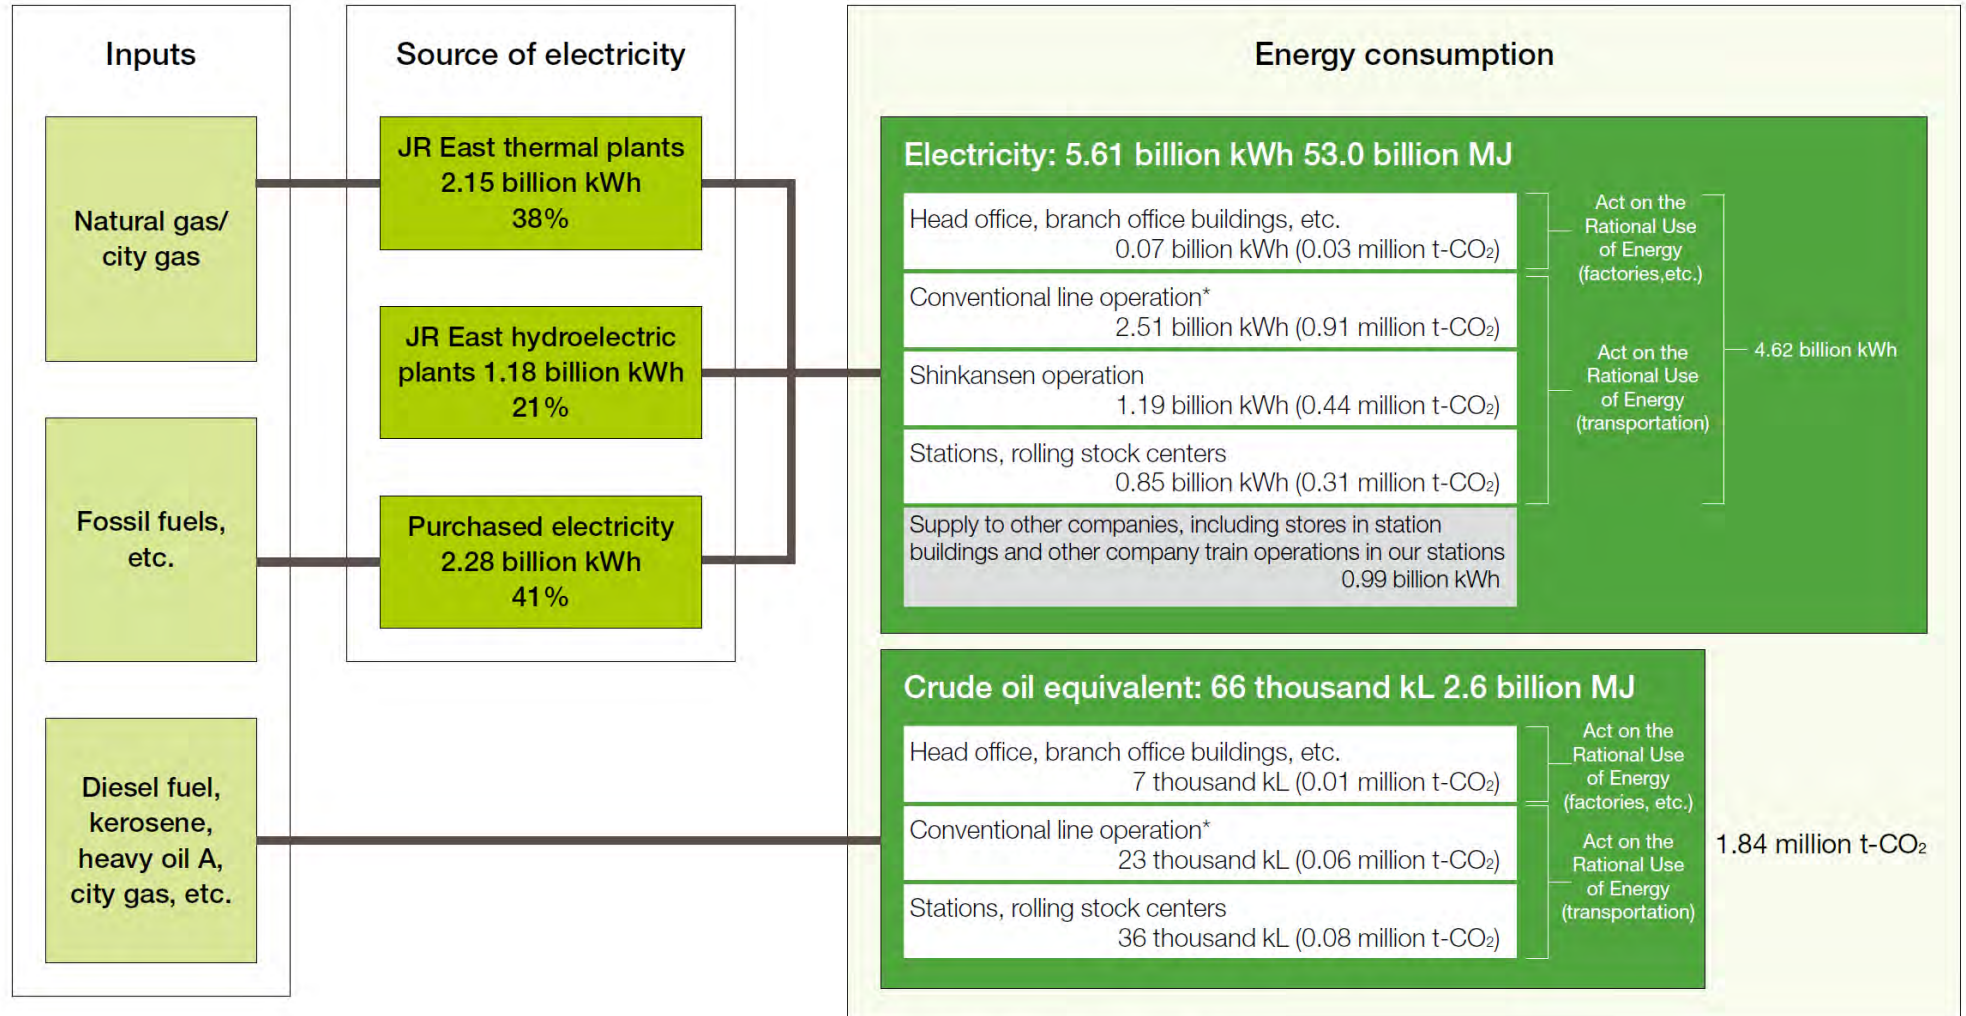 Inputs
Natural gas/
city gas
Fossil fuels,
etc.
Diesel fuel,
kerosene,
heavy oil A,
city gas, etc.
Source of electricity
JR East thermal plants
2.15 billion kWh
38%
JR East hydroelectric
plants 1.18 billion kWh
21%
Purchased electricity
2.28 billion kWh
41%
Energy consumption
Electricity: 5.61 billion kWh 53.0 billion MJ
Head office, branch office buildings, etc.
0.07 billion kWh (0.03 million t-CO₂)
Conventional line operation*
2.51 billion kWh (0.91 million t-CO₂)
Shinkansen operation
1.19 billion kWh (0.44 million t-CO₂)
Stations, rolling stock centers
0.85 billion kWh (0.31 million t-CO₂)
Supply to other companies, including stores in station
buildings and other company train operations in our stations
0.99 billion kWh
Act on the
Rational Use
of Energy
(factories,etc.)
Act on the
Rational Use
of Energy
(transportation)
4.62 billion kWh
Crude oil equivalent: 66 thousand kL 2.6 billion MJ
Head office, branch office buildings, etc.
7 thousand kL (0.01 million t-CO₂)
Conventional line operation*
23 thousand kL (0.06 million t-CO₂)
Stations, rolling stock centers
36 thousand kL (0.08 million t-CO₂)
Act on the
Rational Use
of Energy
(factories, etc.)
Act on the
Rational Use
of Energy
(transportation)
1.84 million t-CO₂